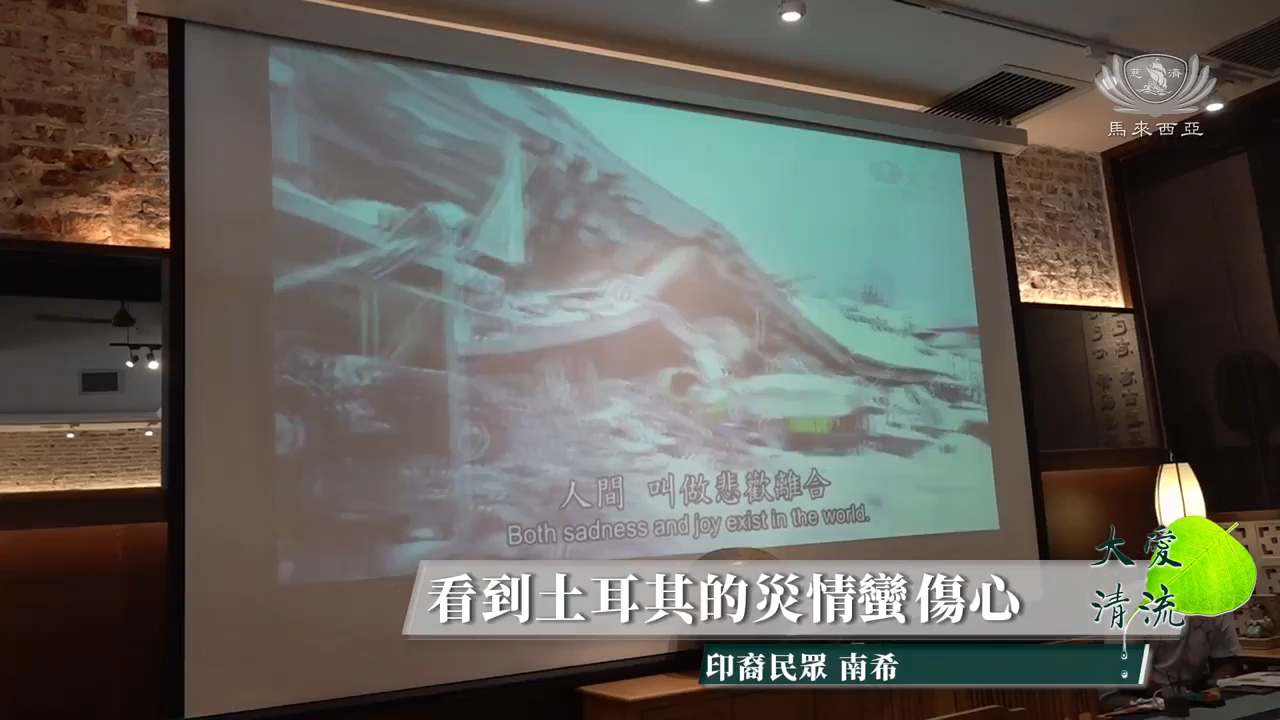 慈濟
馬來西亞
人間 叫做悲歡離合
Both sadness and joy exist in the world.
大愛
清流
看到土耳其的災情蠻傷心
印裔民眾 南希